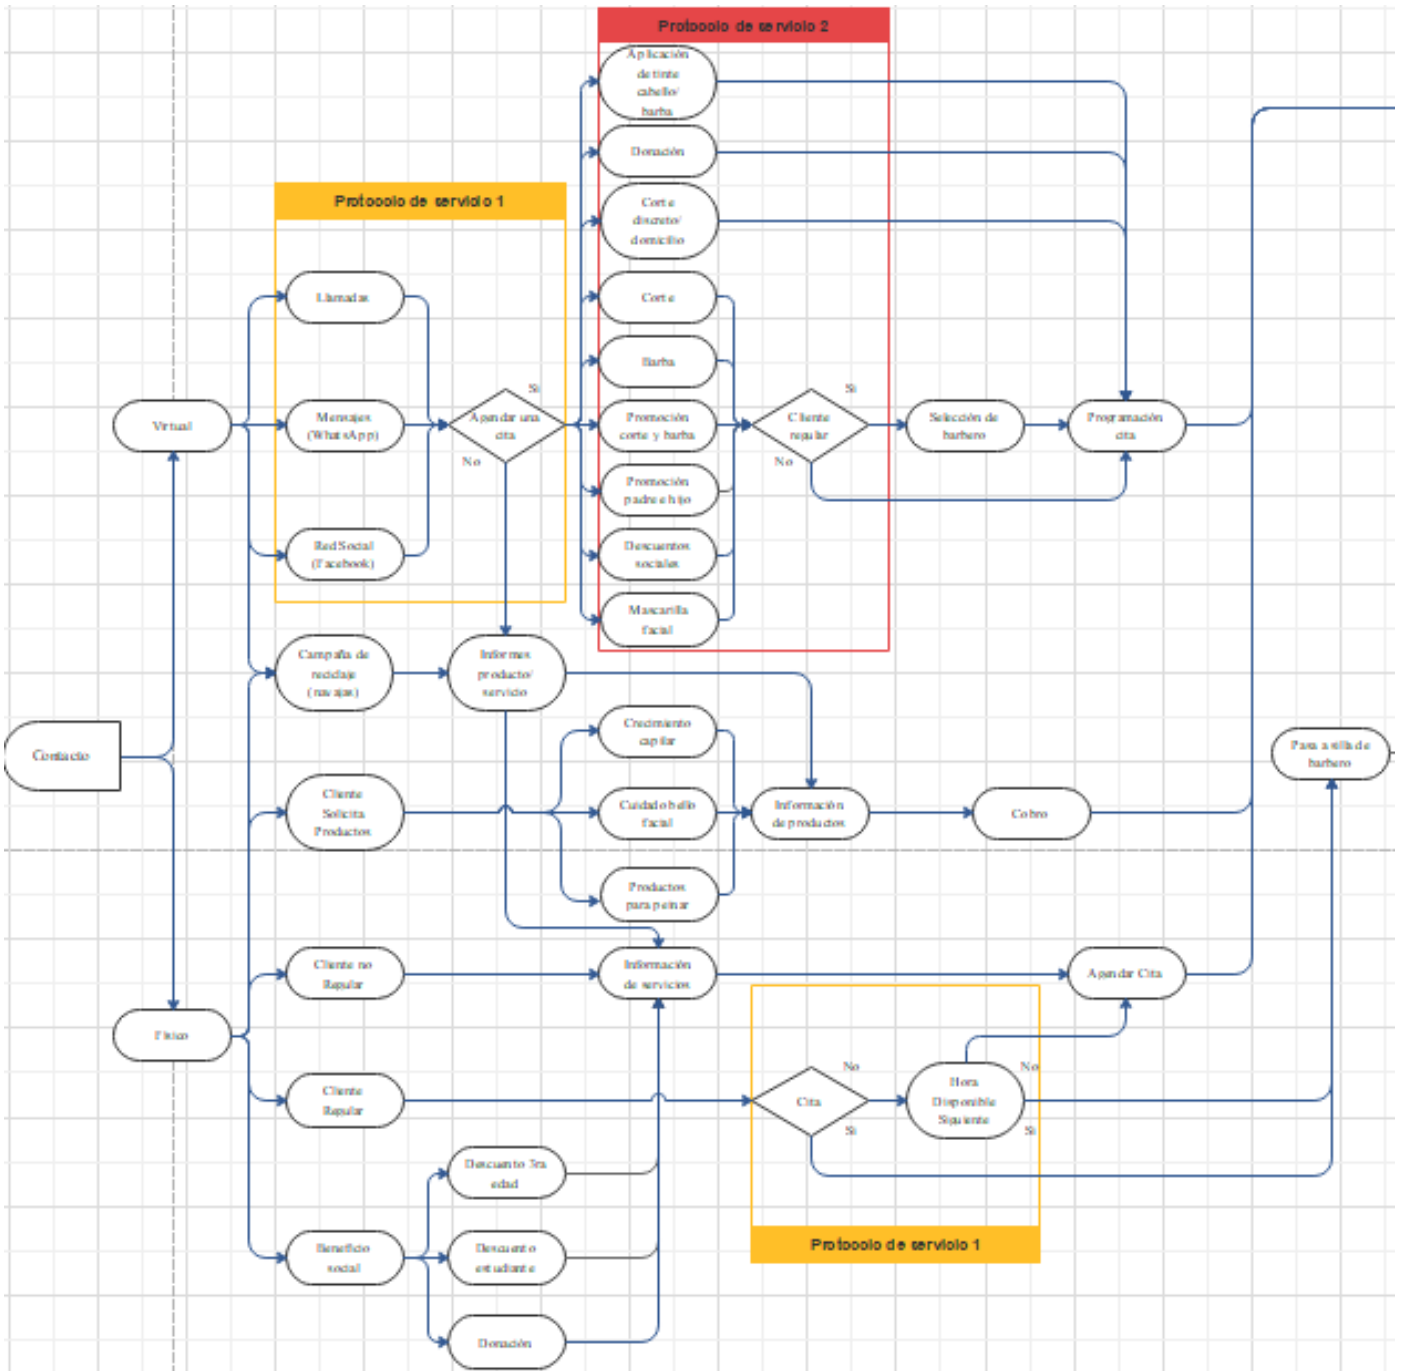 Protocolo de servicio 2
Aplicación
de tinte
cabello/
barba
Donación
Corte
discreto/
domicilio
Protocolo de servicio 1
Llamadas
Corte
Barba
Si
Virtual
Mensajes
(WhatsApp)
Agendar una
cita
No
Promoción
corte y barba
Cliente
regular
Si
No
Selección de
barbero
Programación
cita
Promoción
padre e hijo
Red Social
(Facebook)
Descuentos
sociales
Mascarilla
facial
Campaña de
reciclaje
(navajas)
Informes
producto/
servicio
Contacto
Crecimiento
capilar
Pasa a silla de
barbero
Cliente
Solicita
Productos
Cuidado bello
facial
Información
de productos
Cobro
Productos
para peinar
Cliente no
Regular
Información
de servicios
Agendar Cita
Físico
Cliente
Regular
Cita
No
Si
Hora
Disponible
Siguiente
No
Si
Descuento 3ra
edad
Beneficio
social
Descuento
estudiante
Protocolo de servicio 1
Donación